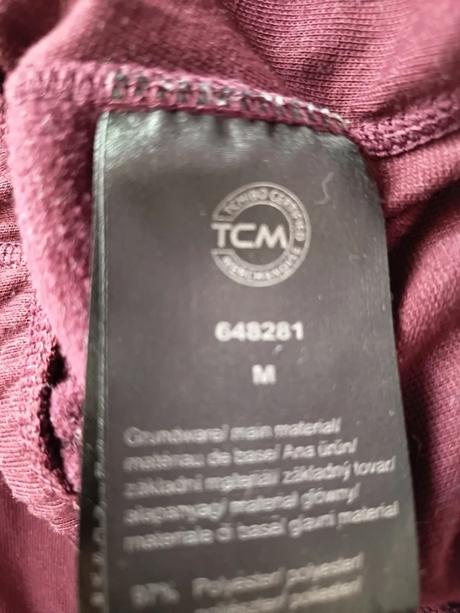 TCHIBO CERTIFIED
TCM
MERCHANDISE
648281
M
Grundware/ main material/
matériau de base/ Ana ürün/
základní materiál/ základný tovar/
alapanyag/ materiał główny/
materiale di base/ glavni material
97% Polyester/ polyester/